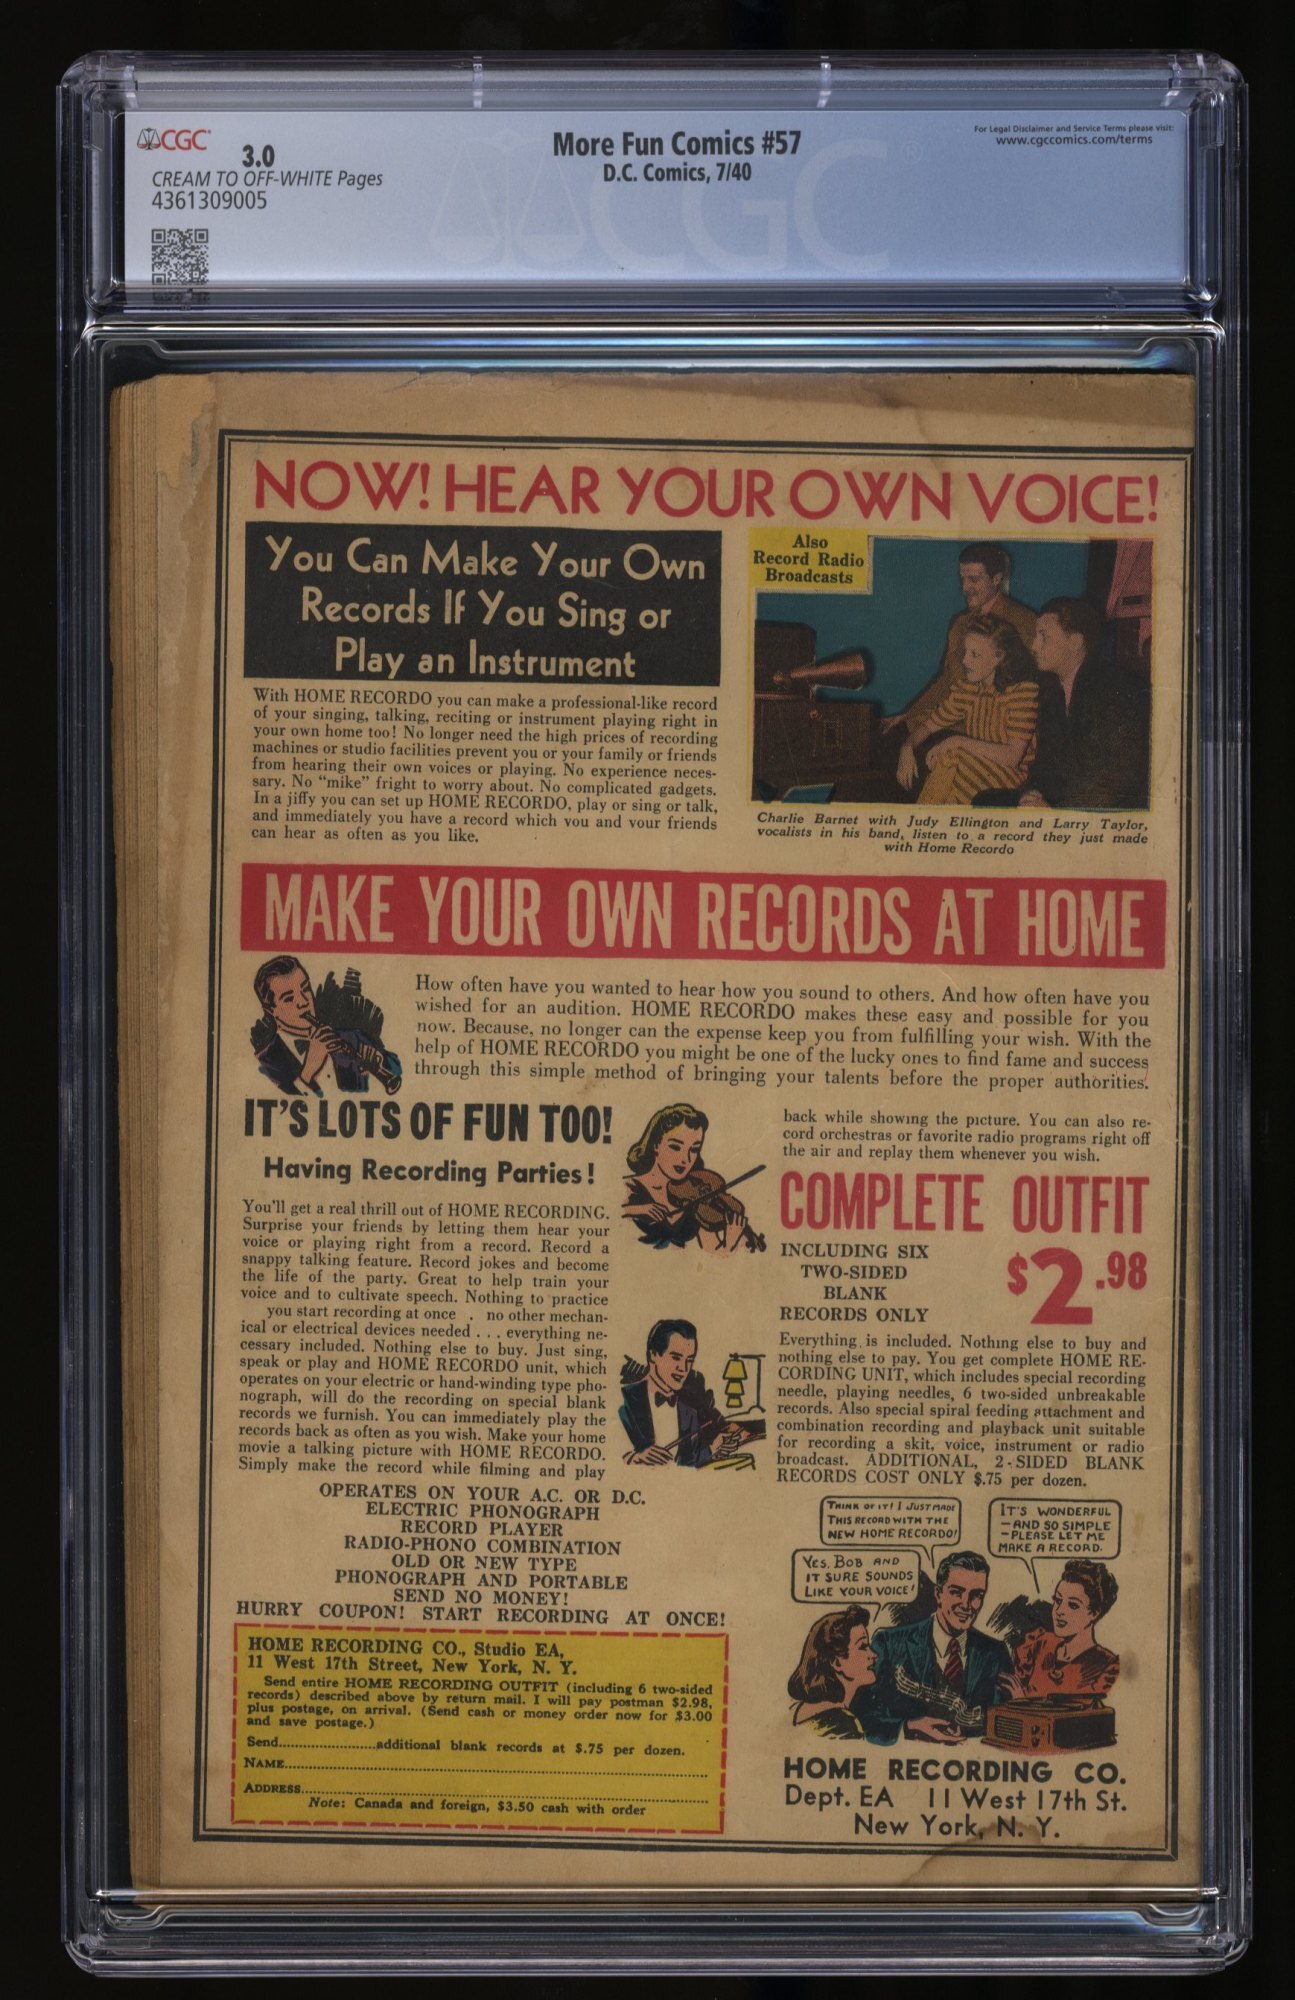 CGC
3.0
CREAM TO OFF-WHITE Pages
4361309005
More Fun Comics #57
D.C. Comics, 7/40
For Legal Disclaimer and Service Terms please visit:
www.cgccomics.com/terms
CGC
NOW! HEAR YOUR OWN VOICE!
You Can Make Your Own
Records If You Sing or
Play an Instrument
With HOME RECORDO you can make a professional-like record
of your singing, talking, reciting or instrument playing right in
your own home too! No longer need the high prices of recording
machines or studio facilities prevent you or your family or friends
from hearing their own voices or playing. No experience neces-
sary. No "mike" fright to worry about. No complicated gadgets.
In a jiffy you can set up HOME RECORDO, play or sing or talk,
and immediately you have a record which you and your friends
can hear as often as you like.
Also
Record Radio
Broadcasts
Charlie Barnet with Judy Ellington and Larry Taylor,
vocalists in his band, listen to a record they just made
with Home Recordo
MAKE YOUR OWN RECORDS AT HOME
How often have you wanted to hear how you sound to others. And how often have you
wished for an audition. HOME RECORDO makes these easy and possible for you
now. Because, no longer can the expense keep you from fulfilling your wish. With the
help of HOME RECORDO you might be one of the lucky ones to find fame and success
through this simple method of bringing your talents before the proper authorities.
IT'S LOTS OF FUN TOO!
Having Recording Parties!
You'll get a real thrill out of HOME RECORDING.
Surprise your friends by letting them hear your
voice or playing right from a record. Record a
snappy talking feature. Record jokes and become
the life of the party. Great to help train your
voice and to cultivate speech. Nothing to practice
you start recording at once . no other mechan-
ical or electrical devices needed . . . everything ne-
cessary included. Nothing else to buy. Just sing,
speak or play and HOME RECORDO unit, which
operates on your electric or hand-winding type pho-
nograph, will do the recording on special blank
records we furnish. You can immediately play the
records back as often as you wish. Make your home
movie a talking picture with HOME RECORDO.
Simply make the record while filming and play
back while showing the picture. You can also re-
cord orchestras or favorite radio programs right off
the air and replay them whenever you wish.
COMPLETE OUTFIT
INCLUDING SIX
TWO-SIDED
BLANK
RECORDS ONLY
$2.98
Everything is included. Nothing else to buy and
nothing else to pay. You get complete HOME RE-
CORDING UNIT, which includes special recording
needle, playing needles, 6 two-sided unbreakable
records. Also special spiral feeding attachment and
combination recording and playback unit suitable
for recording a skit, voice, instrument or radio
broadcast. ADDITIONAL, 2-SIDED BLANK
RECORDS COST ONLY $.75 per dozen.
OPERATES ON YOUR A.C. OR D.C.
ELECTRIC PHONOGRAPH
RECORD PLAYER
RADIO-PHONO COMBINATION
OLD OR NEW TYPE
PHONOGRAPH AND PORTABLE
SEND NO MONEY!
HURRY COUPON! START RECORDING AT ONCE!
HOME RECORDING CO., Studio EA,
11 West 17th Street, New York, N. Y.
Send entire HOME RECORDING OUTFIT (including 6 two-sided
records) described above by return mail. I will pay postman $2.98,
plus postage, on arrival. (Send cash or money order now for $3.00
and save postage.)
Send........................additional blank records at $.75 per dozen.
NAME........................................................................
ADDRESS........................................................................
Note: Canada and foreign, $3.50 cash with order
THINK OF IT! I JUST MADE
THIS RECORD WITH THE
NEW HOME RECORDO!
IT'S WONDERFUL
—AND SO SIMPLE
—PLEASE LET ME
MAKE A RECORD.
YES, BOB AND
IT SURE SOUNDS
LIKE YOUR VOICE!
HOME RECORDING CO.
Dept. EA 11 West 17th St.
New York, N. Y.